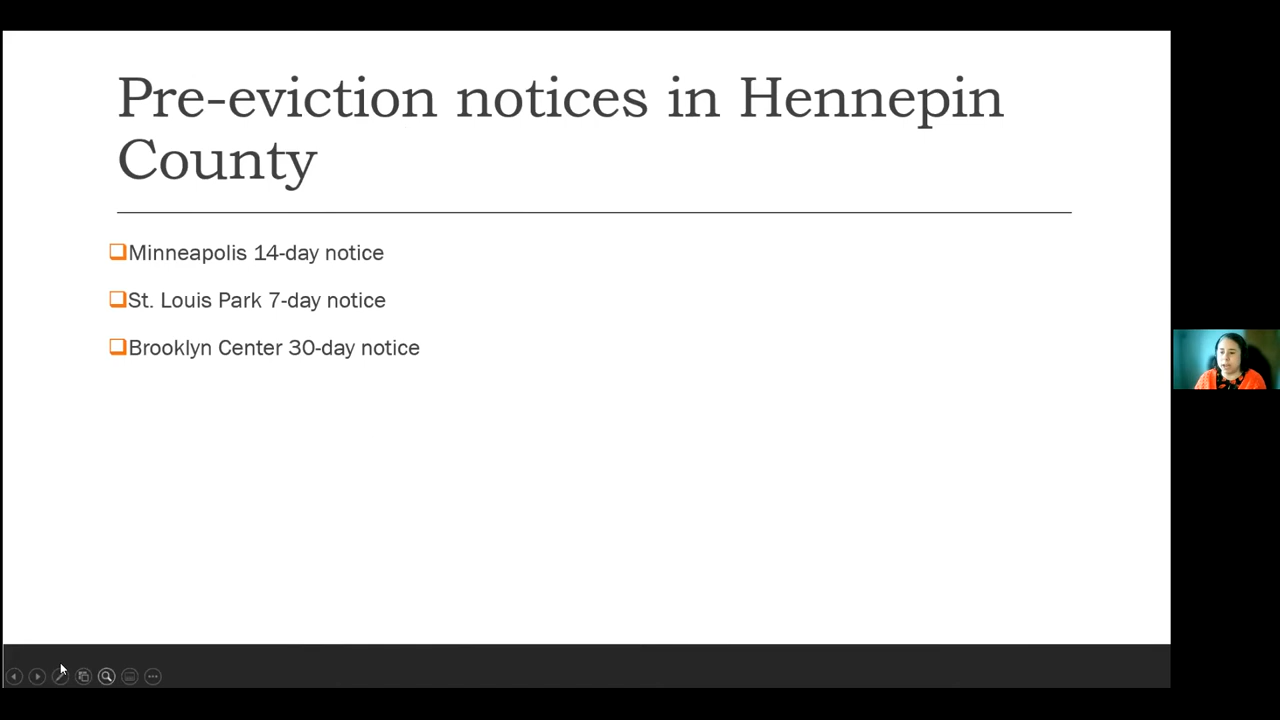 Pre-eviction notices in Hennepin
County
Minneapolis 14-day notice
St. Louis Park 7-day notice
Brooklyn Center 30-day notice